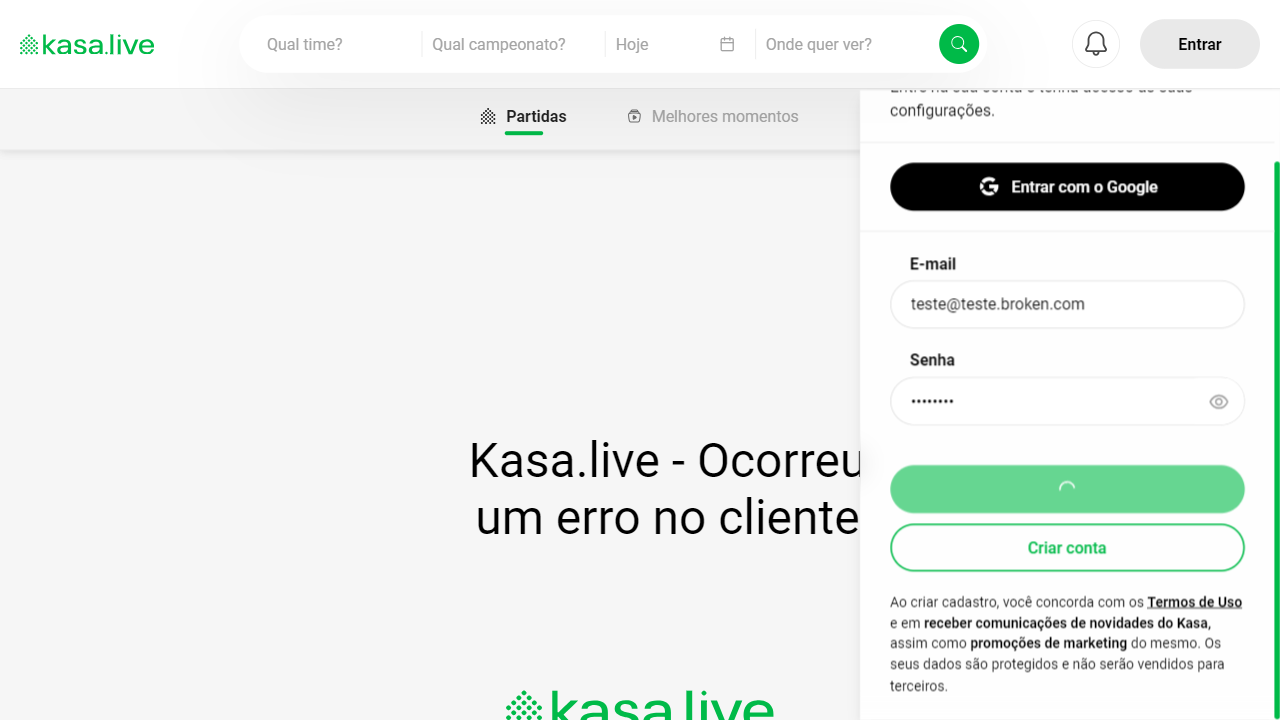 kasa.live
Qual time?
Qual campeonato?
Hoje
Onde quer ver?
Entrar
Partidas
Melhores momentos
configurações.
Entrar com o Google
E-mail
teste@teste.broken.com
Senha
••••••••
Criar conta
Ao criar cadastro, você concorda com os Termos de Uso
e em receber comunicações de novidades do Kasa,
assim como promoções de marketing do mesmo. Os
seus dados são protegidos e não serão vendidos para
terceiros.
Kasa.live - Ocorreu
um erro no cliente
kasa.live